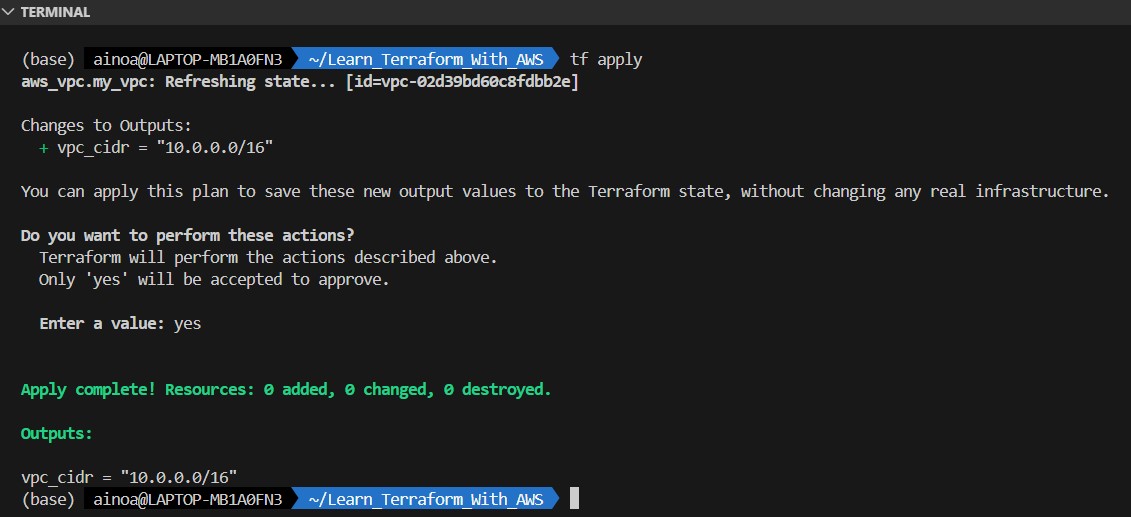 TERMINAL
(base) ainoa@LAPTOP-MB1A0FN3 ~/Learn_Terraform_With_AWS tf apply
aws_vpc.my_vpc: Refreshing state... [id=vpc-02d39bd60c8fdbb2e]
Changes to Outputs:
+ vpc_cidr = "10.0.0.0/16"
You can apply this plan to save these new output values to the Terraform state, without changing any real infrastructure.
Do you want to perform these actions?
Terraform will perform the actions described above.
Only 'yes' will be accepted to approve.
Enter a value: yes
Apply complete! Resources: 0 added, 0 changed, 0 destroyed.
Outputs:
vpc_cidr = "10.0.0.0/16"
(base) ainoa@LAPTOP-MB1A0FN3 ~/Learn_Terraform_With_AWS